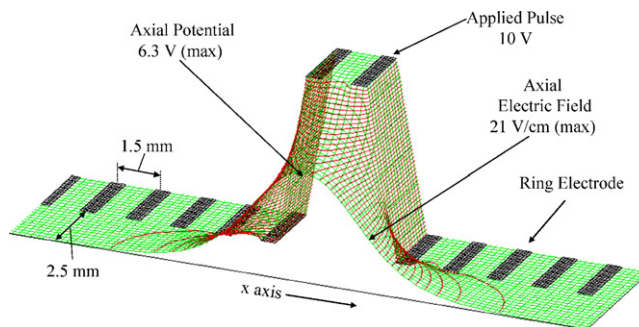 Axial Potential
6.3 V (max)
Applied Pulse
10 V
Axial
Electric Field
21 V/cm (max)
1.5 mm
Ring Electrode
2.5 mm
x axis